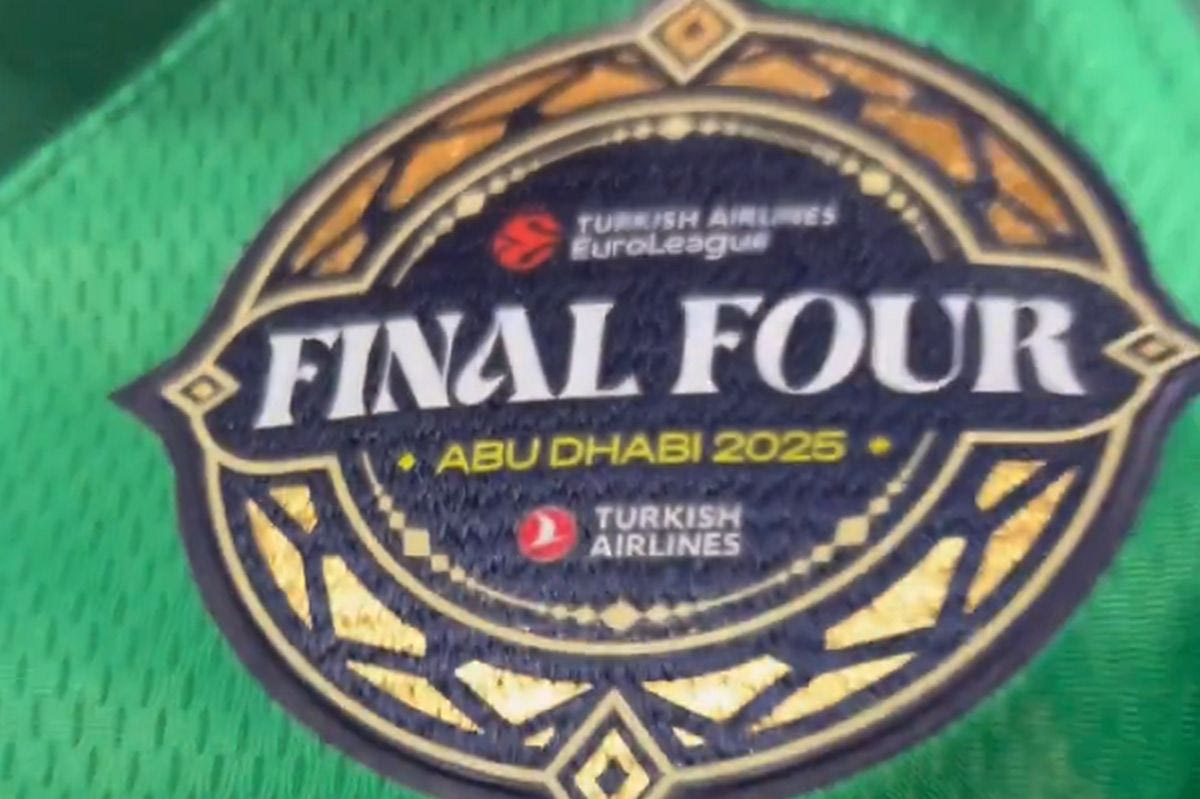 TURKISH AIRLINES
EuroLeague
FINAL FOUR
ABU DHABI 2025
TURKISH
AIRLINES